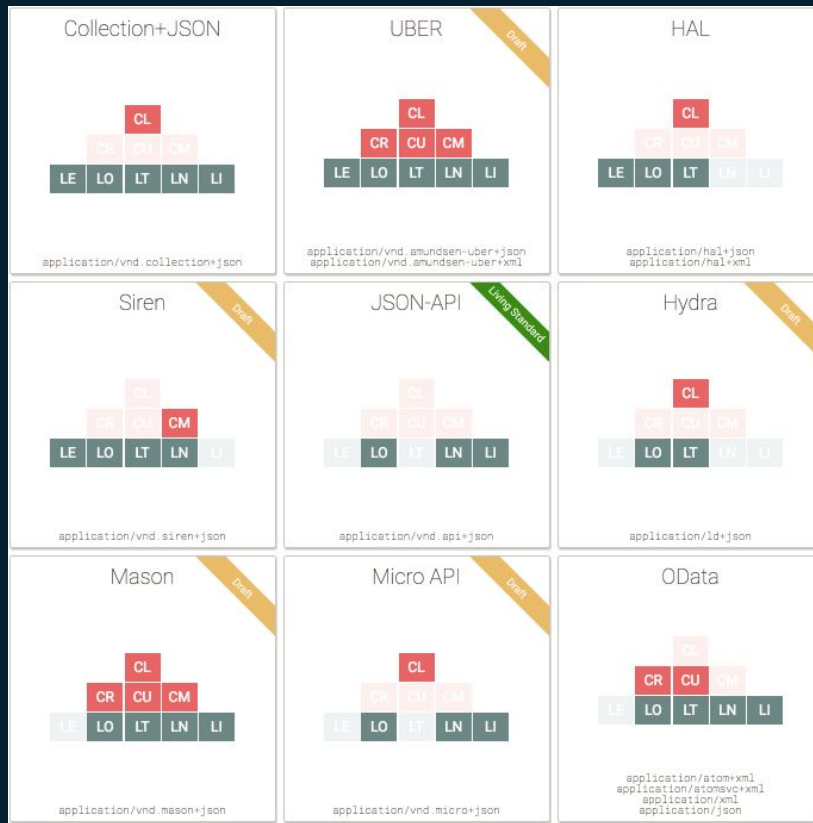 Collection+JSON
CL
CR CU CM
LE LO LT LN LI
application/vnd.collection+json
UBER
Draft
CL
CR CU CM
LE LO LT LN LI
application/vnd.amundsen-uber+json
application/vnd.amundsen-uber+xml
HAL
CL
CR CU CM
LE LO LT LN LI
application/hal+json
application/hal+xml
Siren
Draft
CL
CR CU CM
LE LO LT LN LI
application/vnd.siren+json
JSON-API
Living Standard
CL
CR CU CM
LE LO LT LN LI
application/vnd.api+json
Hydra
Draft
CL
CR CU CM
LE LO LT LN LI
application/ld+json
Mason
Draft
CL
CR CU CM
LE LO LT LN LI
application/vnd.mason+json
Micro API
Draft
CL
CR CU CM
LE LO LT LN LI
application/vnd.micro+json
OData
CL
CR CU CM
LE LO LT LN LI
application/atom+xml
application/atomsvc+xml
application/xml
application/json